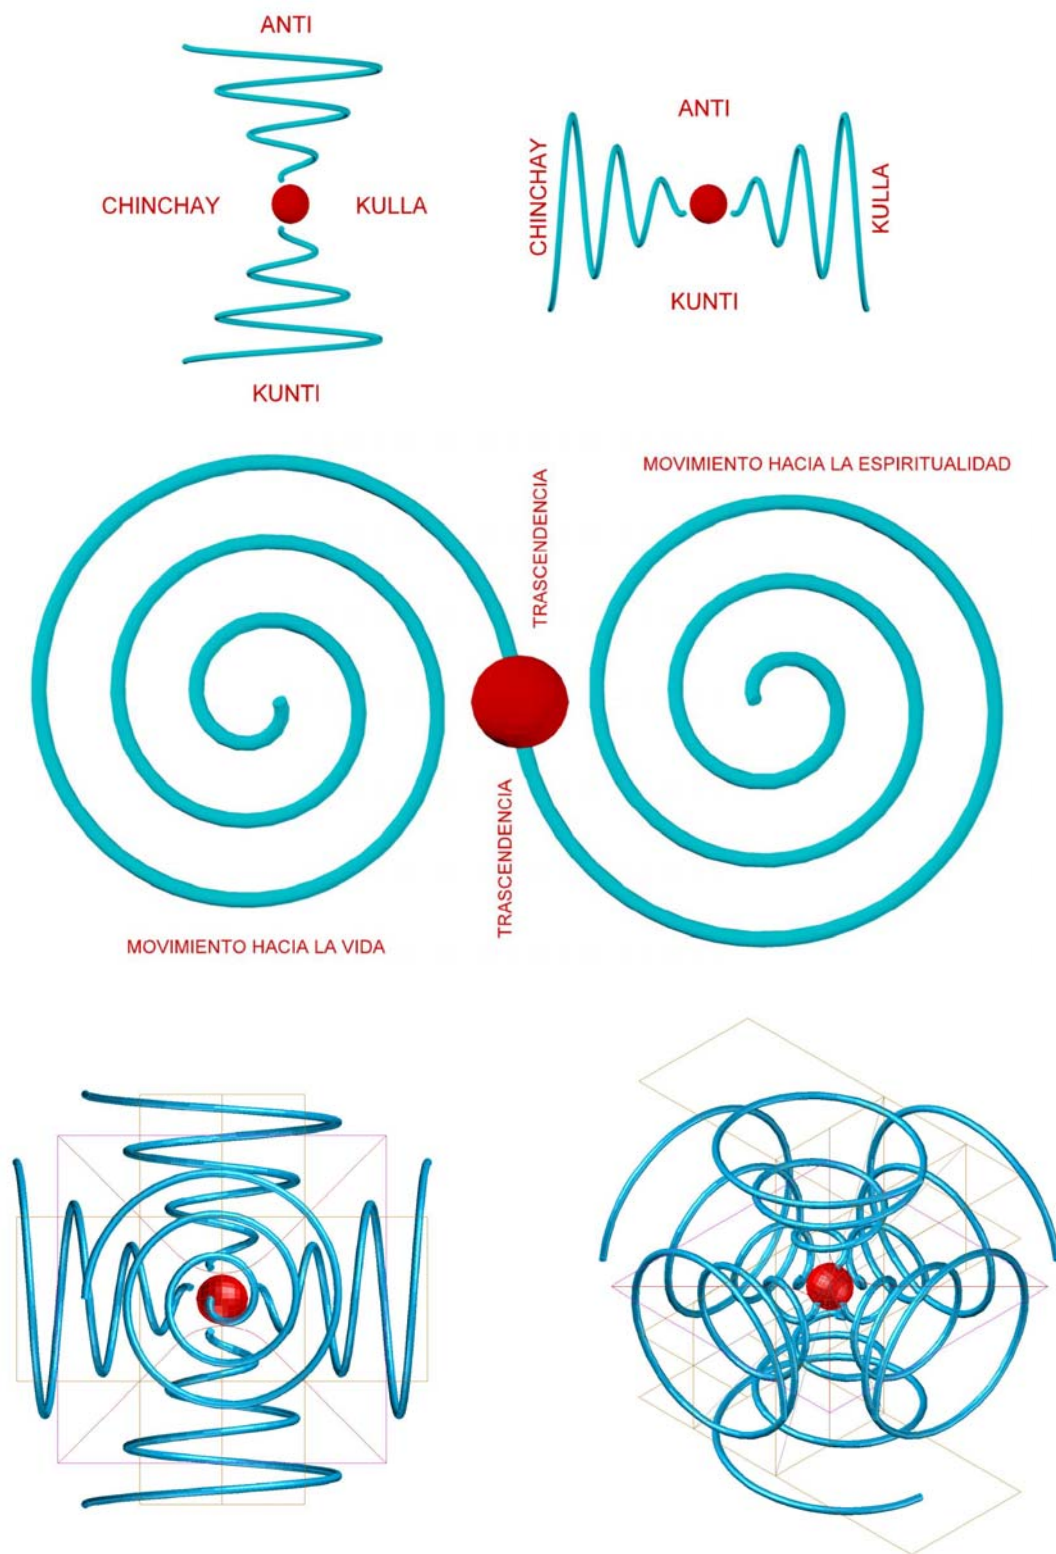 ANTI
CHINCHAY
KULLA
KUNTI
CHINCHAY
ANTI
KULLA
KUNTI
MOVIMIENTO HACIA LA ESPIRITUALIDAD
TRASCENDENCIA
TRASCENDENCIA
MOVIMIENTO HACIA LA VIDA